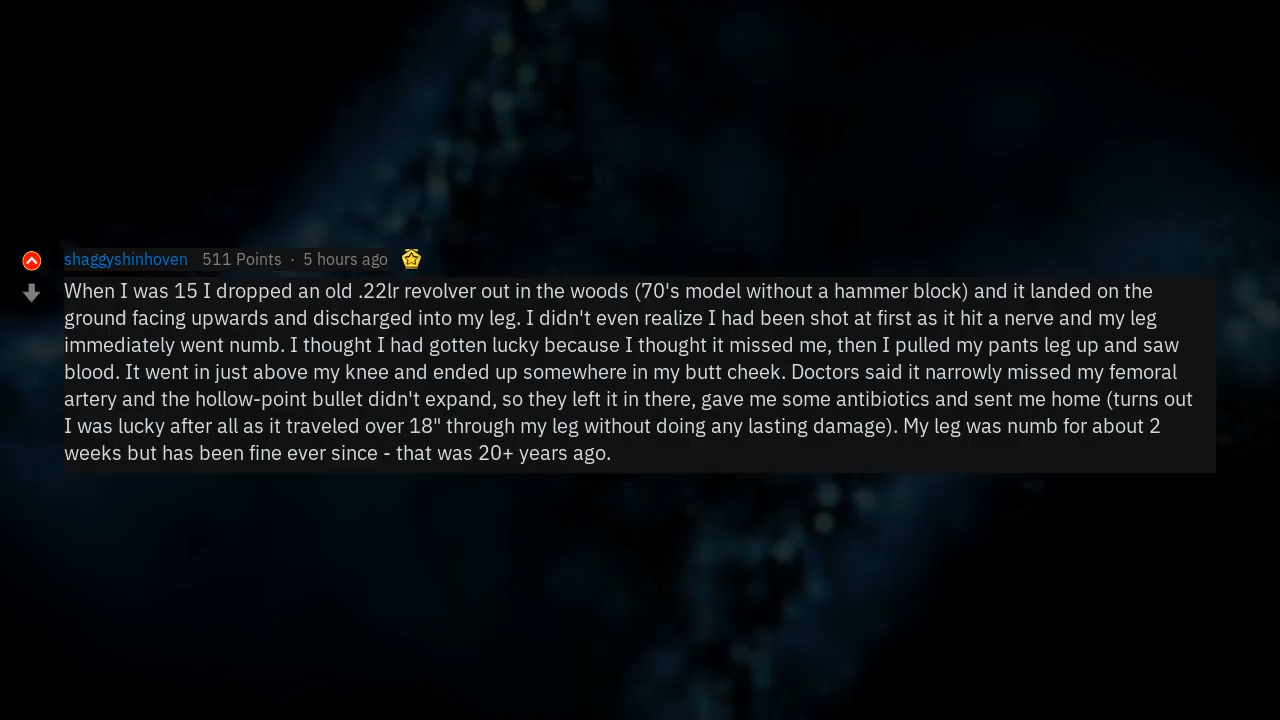 shaggyshinhoven 511 Points · 5 hours ago
When I was 15 I dropped an old .22lr revolver out in the woods (70's model without a hammer block) and it landed on the
ground facing upwards and discharged into my leg. I didn't even realize I had been shot at first as it hit a nerve and my leg
immediately went numb. I thought I had gotten lucky because I thought it missed me, then I pulled my pants leg up and saw
blood. It went in just above my knee and ended up somewhere in my butt cheek. Doctors said it narrowly missed my femoral
artery and the hollow-point bullet didn't expand, so they left it in there, gave me some antibiotics and sent me home (turns out
I was lucky after all as it traveled over 18" through my leg without doing any lasting damage). My leg was numb for about 2
weeks but has been fine ever since - that was 20+ years ago.